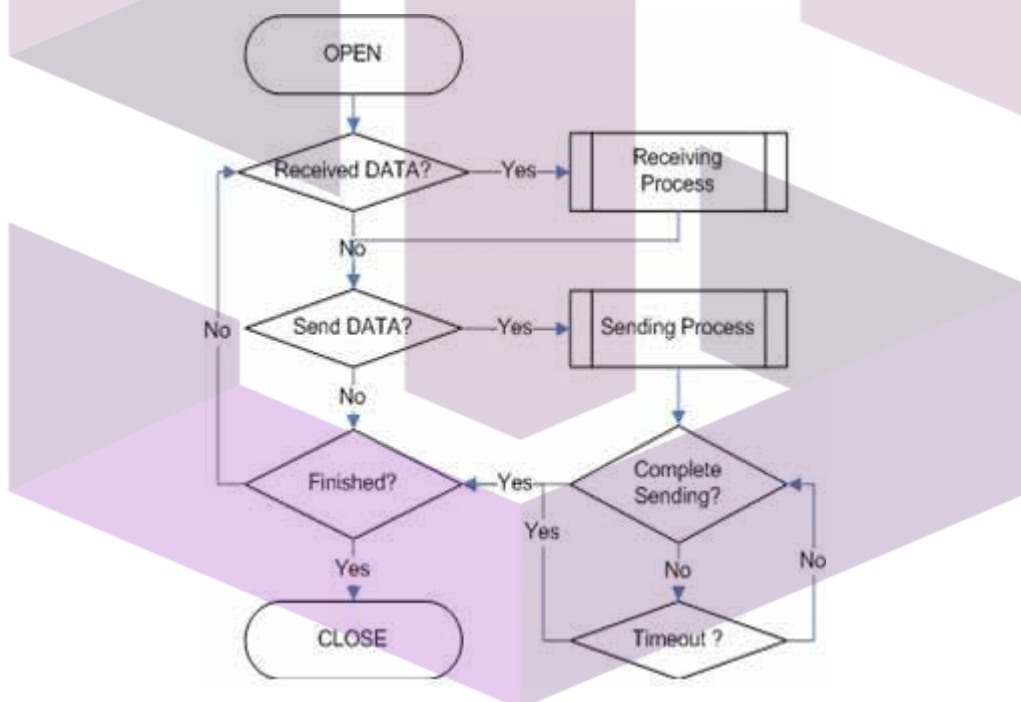 OPEN
Received DATA?
Yes
Receiving
Process
No
Send DATA?
Yes
Sending Process
No
No
Finished?
Yes
Complete
Sending?
Yes
No
No
Yes
CLOSE
Timeout ?